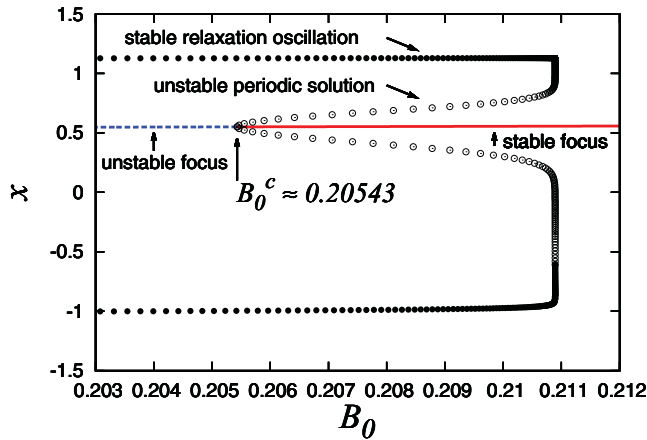 stable relaxation oscillation
unstable periodic solution
unstable focus
stable focus
B₀ᶜ ≈ 0.20543
x
1.5
1
0.5
0
-0.5
-1
-1.5
0.203 0.204 0.205 0.206 0.207 0.208 0.209 0.21 0.211 0.212
B₀